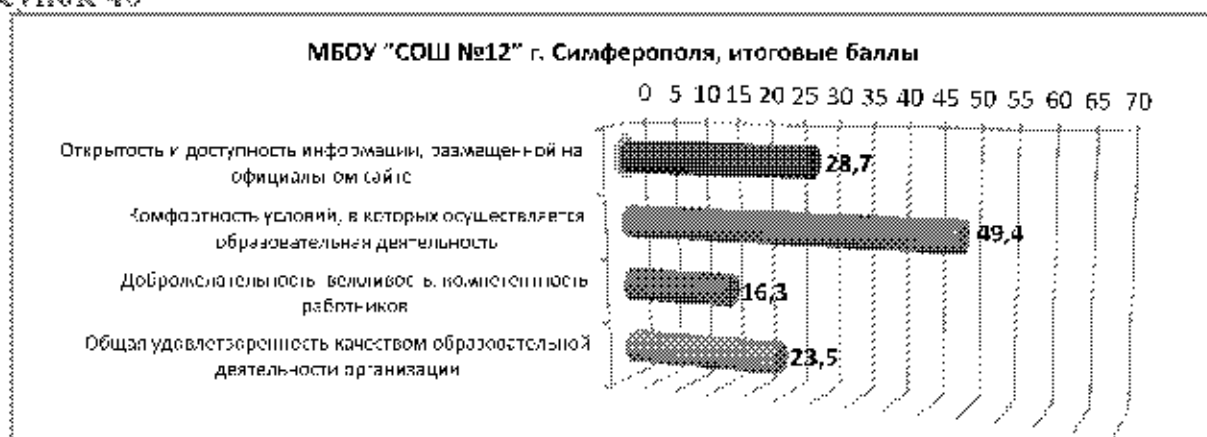 МБОУ "СОШ №12" г. Симферополя, итоговые баллы
0 5 10 15 20 25 30 35 40 45 50 55 60 65 70
Открытость и доступность информации, размещенной на
официальном сайте
28,7
Комфортность условий, в которых осуществляется
образовательная деятельность
49,4
Доброжелательность, вежливость, компетентность
работников
16,3
Общая удовлетворенность качеством образовательной
деятельности организации
23,5